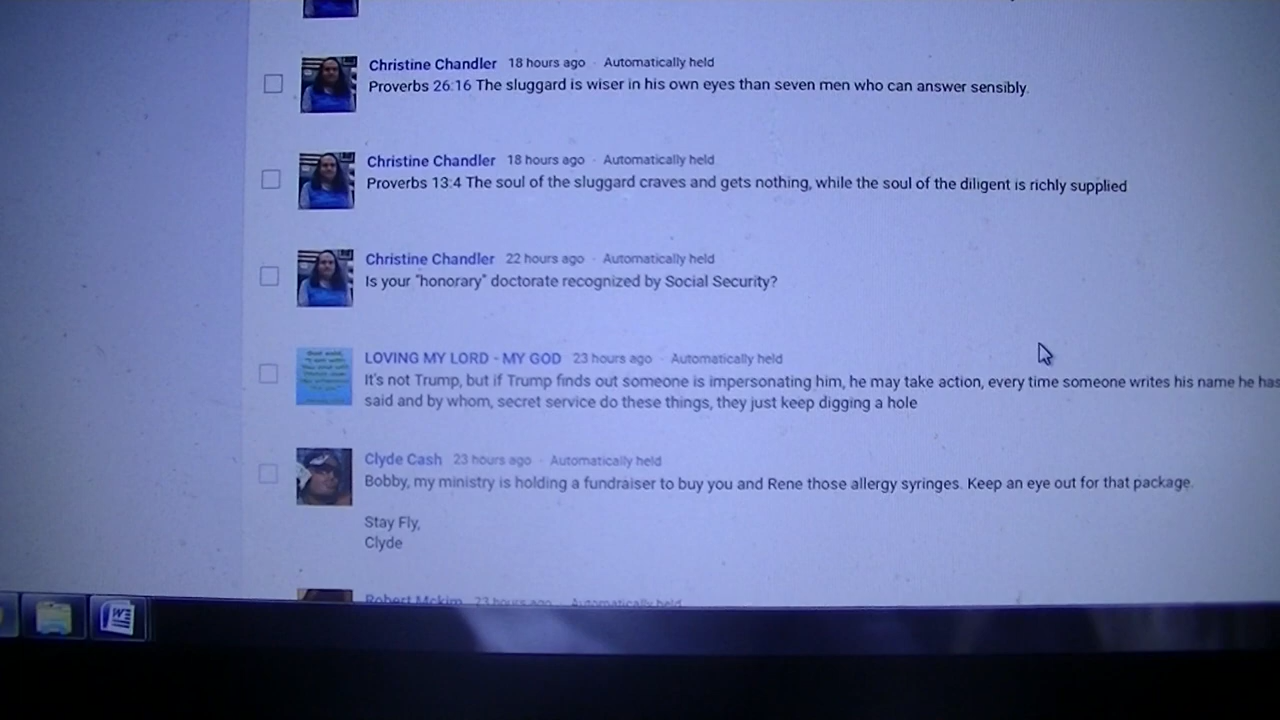 Christine Chandler 18 hours ago · Automatically held
Proverbs 26:16 The sluggard is wiser in his own eyes than seven men who can answer sensibly.
Christine Chandler 18 hours ago · Automatically held
Proverbs 13:4 The soul of the sluggard craves and gets nothing, while the soul of the diligent is richly supplied
Christine Chandler 22 hours ago · Automatically held
Is your "honorary" doctorate recognized by Social Security?
LOVING MY LORD - MY GOD 23 hours ago · Automatically held
It's not Trump, but if Trump finds out someone is impersonating him, he may take action, every time someone writes his name he has
said and by whom, secret service do these things, they just keep digging a hole
Clyde Cash 23 hours ago · Automatically held
Bobby, my ministry is holding a fundraiser to buy you and Rene those allergy syringes. Keep an eye out for that package.
Stay Fly,
Clyde
Robert Mckim 23 hours ago · Automatically held
W